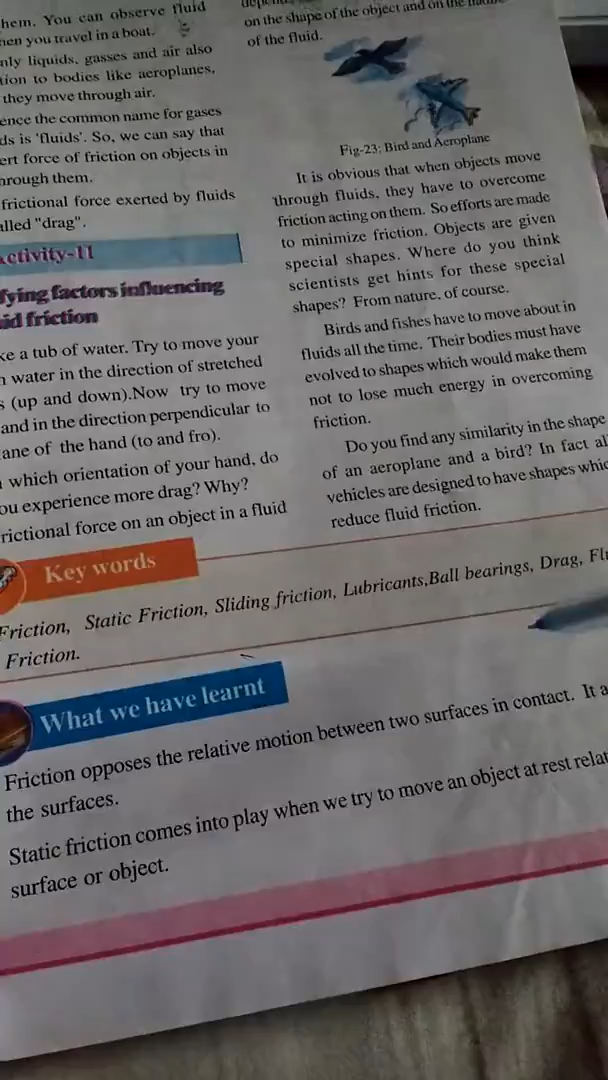 hem. You can observe fluid
hen you travel in a boat.
nly liquids, gasses and air also
tion to bodies like aeroplanes,
they move through air.
ence the common name for gases
ds is 'fluids'. So, we can say that
ert force of friction on objects in
hrough them.
frictional force exerted by fluids
alled "drag".
ctivity-11
fying factors influencing
id friction
ke a tub of water. Try to move your
water in the direction of stretched
s (up and down).Now try to move
and in the direction perpendicular to
ane of the hand (to and fro).
which orientation of your hand, do
ou experience more drag? Why?
rictional force on an object in a fluid
on the shape of the object and on the
of the fluid.
Fig-23: Bird and Aeroplane
It is obvious that when objects move
through fluids, they have to overcome
friction acting on them. So efforts are made
to minimize friction. Objects are given
special shapes. Where do you think
scientists get hints for these special
shapes? From nature, of course.
Birds and fishes have to move about in
fluids all the time. Their bodies must have
evolved to shapes which would make them
not to lose much energy in overcoming
friction.
Do you find any similarity in the shape
of an aeroplane and a bird? In fact al
vehicles are designed to have shapes whic
reduce fluid friction.
Key words
Friction, Static Friction, Sliding friction, Lubricants,Ball bearings, Drag, Flu
Friction.
What we have learnt
Friction opposes the relative motion between two surfaces in contact. It a
the surfaces.
Static friction comes into play when we try to move an object at rest relat
surface or object.